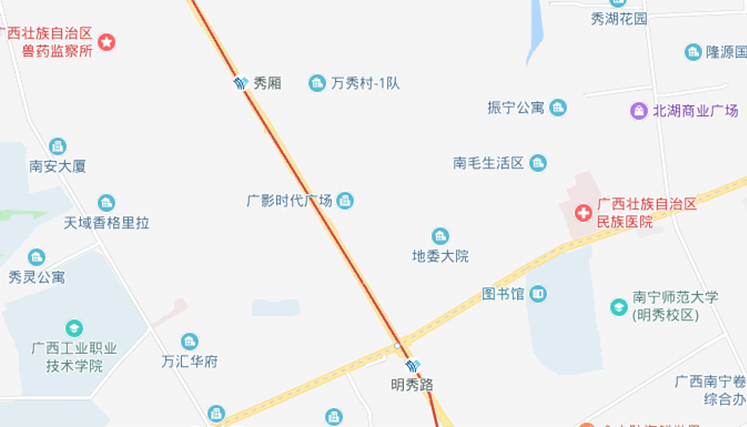 秀湖花园
广西壮族自治区
兽药监察所
隆源国
秀厢
万秀村-1队
振宁公寓
北湖商业广场
南安大厦
南毛生活区
广影时代广场
天域香格里拉
广西壮族自治区
民族医院
地委大院
秀灵公寓
图书馆
南宁师范大学
(明秀校区)
广西工业职业
技术学院
万汇华府
明秀路
广西南宁卷
综合办